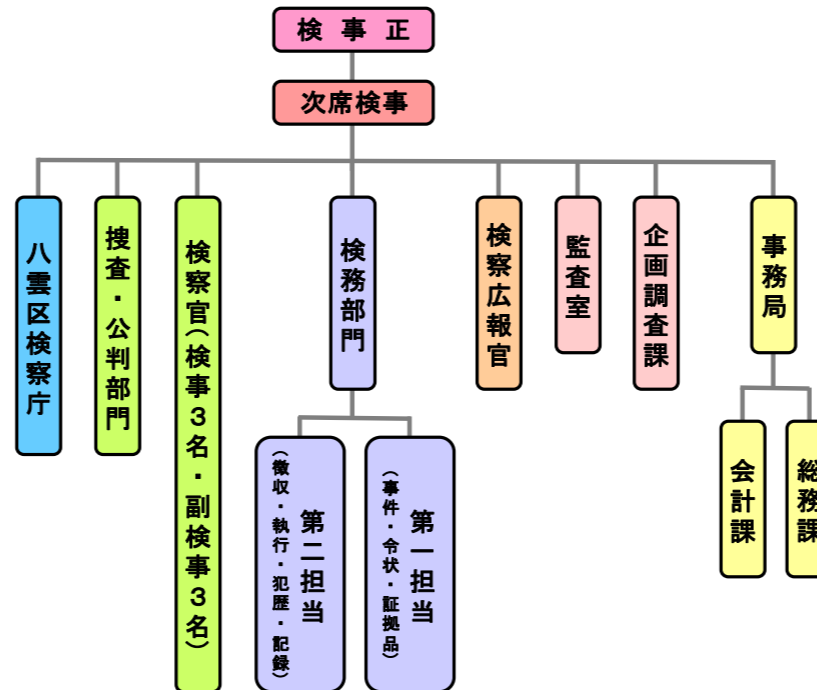 検事正
次席検事
八雲区検察庁
捜査・公判部門
検察官(検事3名・副検事3名)
検務部門
検察広報官
監査室
企画調査課
事務局
第二担当
(徴収・執行・犯歴・記録)
第一担当
(事件・令状・証拠品)
会計課
総務課